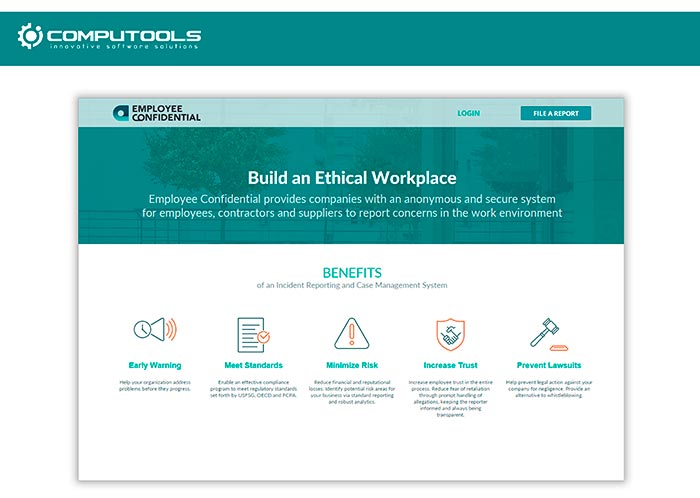 COMPUTOOLS
innovative software solutions
EMPLOYEE
CONFIDENTIAL
LOGIN
FILE A REPORT
Build an Ethical Workplace
Employee Confidential provides companies with an anonymous and secure system
for employees, contractors and suppliers to report concerns in the work environment
BENEFITS
of an Incident Reporting and Case Management System
Early Warning
Help your organization address
problems before they progress.
Meet Standards
Enable an effective compliance
program to meet regulatory standards
set forth by USFSG, OECD and FCPA.
Minimize Risk
Reduce financial and reputational
losses. Identify potential risk areas for
your business via standard reporting
and robust analytics.
Increase Trust
Increase employee trust in the entire
process. Reduce fear of retaliation
through prompt handling of
allegations, keeping the reporter
informed and always being
transparent.
Prevent Lawsuits
Help prevent legal action against your
company for negligence. Provide an
alternative to whistleblowing.